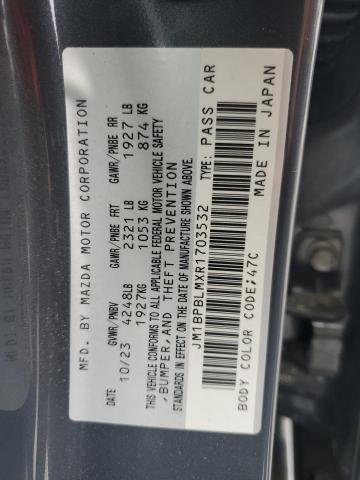 MFD. BY MAZDA MOTOR CORPORATION
GVWR/PNBV GAWR/PNBE FRT GAWR/PNBE RR
DATE 4248LB 2321 LB 1927 LB
10/23 1927KG 1053 KG 874 KG
THIS VEHICLE CONFORMS TO ALL APPLICABLE FEDERAL MOTOR VEHICLE SAFETY
,BUMPER,AND THEFT PREVENTION
STANDARDS IN EFFECT ON THE DATE OF MANUFACTURE SHOWN ABOVE.
JM1BPBLMXR1703532 TYPE: PASS CAR
BODY COLOR CODE;47C MADE IN JAPAN